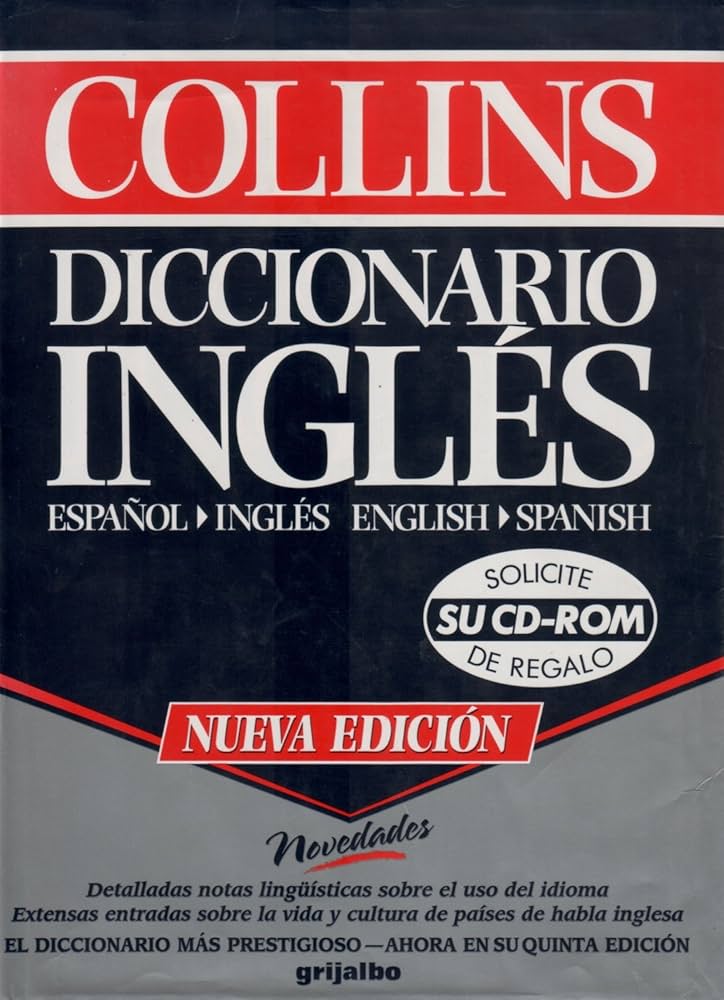 COLLINS
DICCIONARIO
INGLÉS
ESPAÑOL ▸ INGLÉS ENGLISH ▸ SPANISH
SOLICITE
SU CD-ROM
DE REGALO
NUEVA EDICIÓN
Novedades
Detalladas notas lingüísticas sobre el uso del idioma
Extensas entradas sobre la vida y cultura de países de habla inglesa
EL DICCIONARIO MÁS PRESTIGIOSO — AHORA EN SU QUINTA EDICIÓN
grijalbo